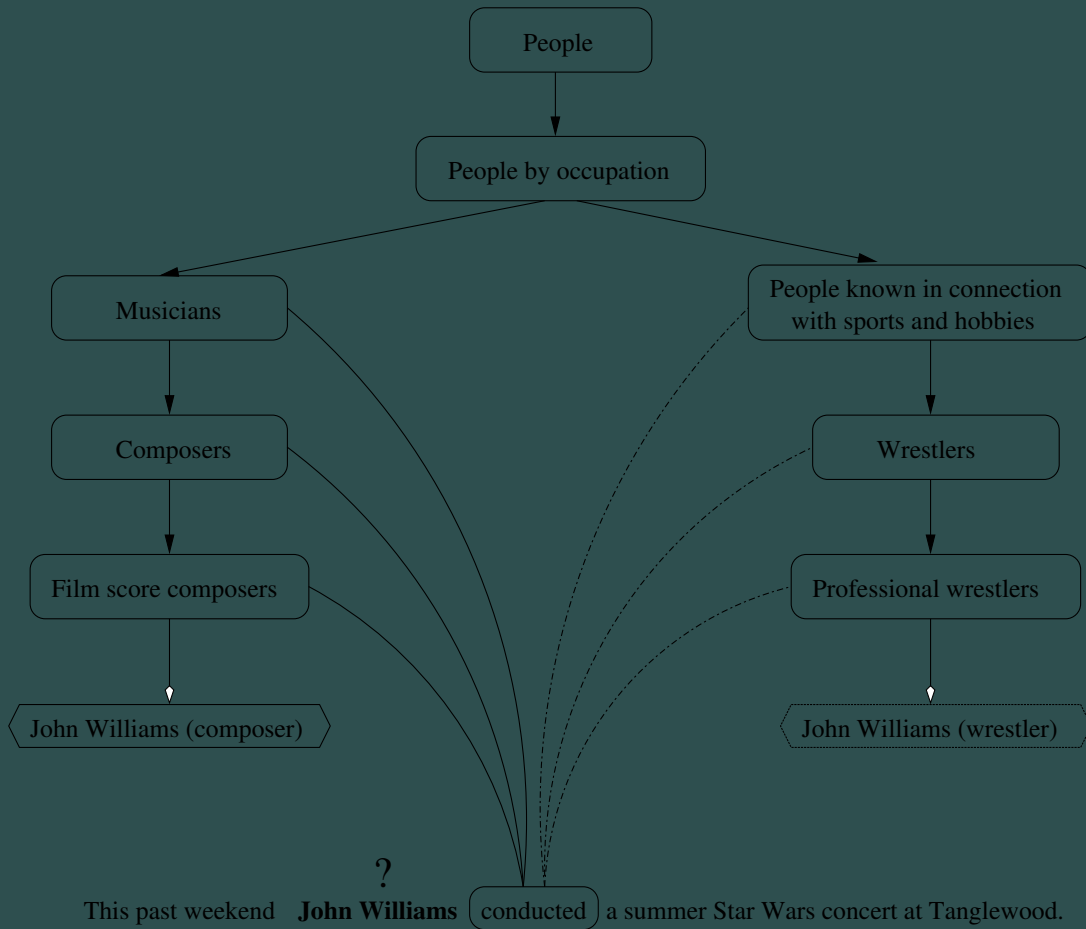 People
People by occupation
Musicians
People known in connection
with sports and hobbies
Composers
Wrestlers
Film score composers
Professional wrestlers
John Williams (composer)
John Williams (wrestler)
?
This past weekend John Williams conducted a summer Star Wars concert at Tanglewood.